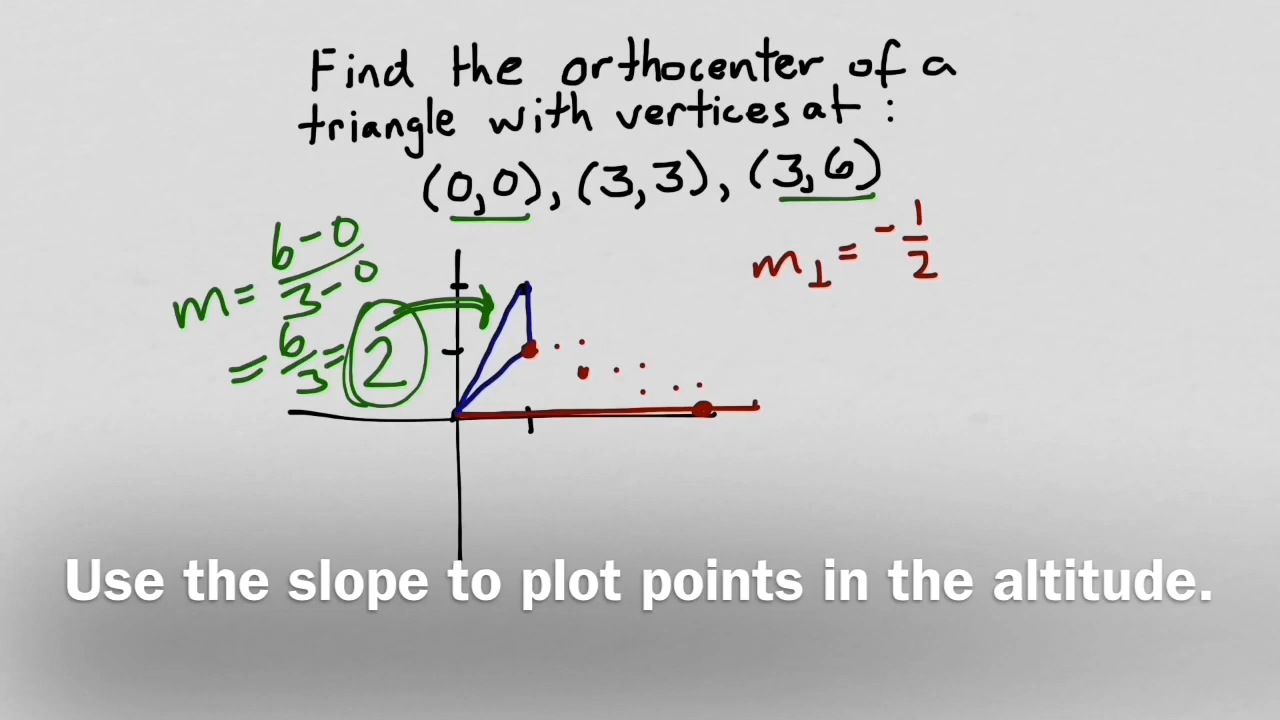 Find the orthocenter of a
triangle with vertices at :
(0,0), (3,3), (3,6)
m = 6-0/3-0
= 6/3 = 2
m⊥ = -1/2
Use the slope to plot points in the altitude.